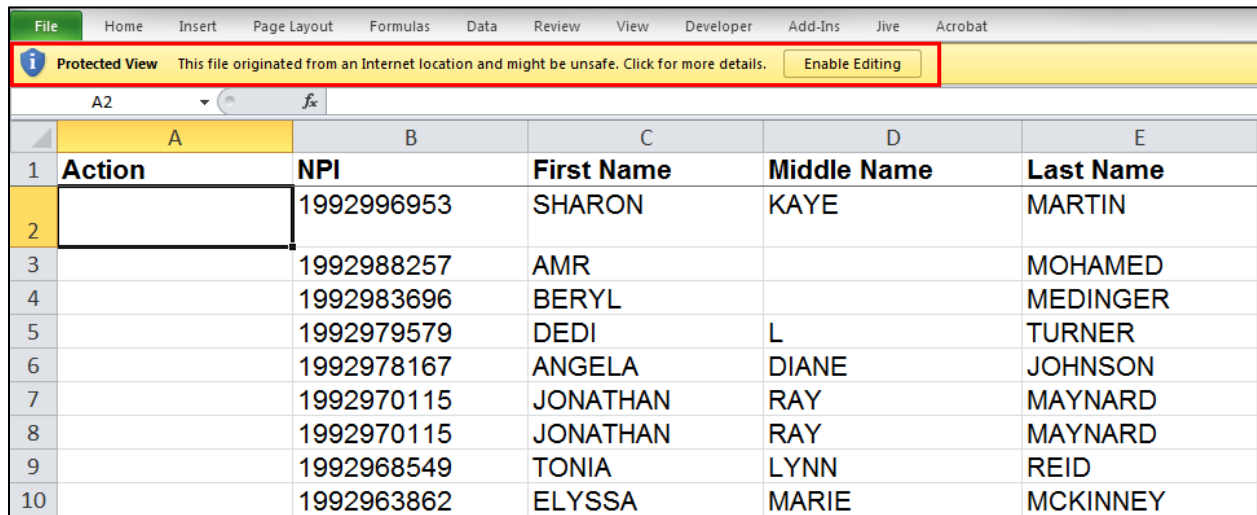 File Home Insert Page Layout Formulas Data Review View Developer Add-Ins Jive Acrobat
Protected View This file originated from an Internet location and might be unsafe. Click for more details. Enable Editing
A2 fx
A B C D E
1 Action NPI First Name Middle Name Last Name
2 1992996953 SHARON KAYE MARTIN
3 1992988257 AMR MOHAMED
4 1992983696 BERYL MEDINGER
5 1992979579 DEDI L TURNER
6 1992978167 ANGELA DIANE JOHNSON
7 1992970115 JONATHAN RAY MAYNARD
8 1992970115 JONATHAN RAY MAYNARD
9 1992968549 TONIA LYNN REID
10 1992963862 ELYSSA MARIE MCKINNEY